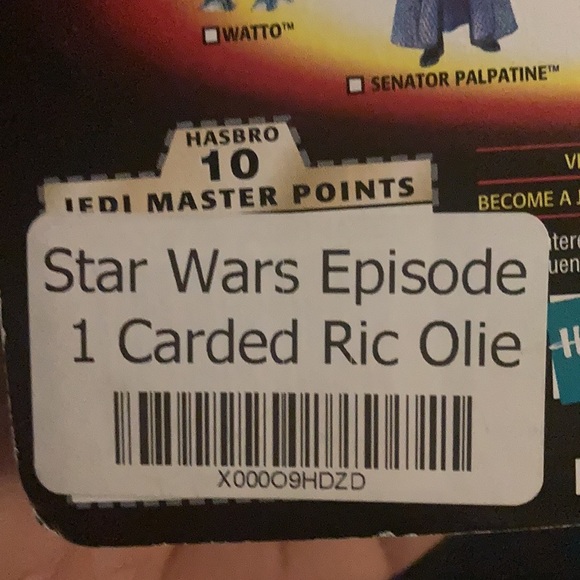 WATTO™
SENATOR PALPATINE™
HASBRO
10
JEDI MASTER POINTS
BECOME A
Star Wars Episode
1 Carded Ric Olie
X000O9HDZD